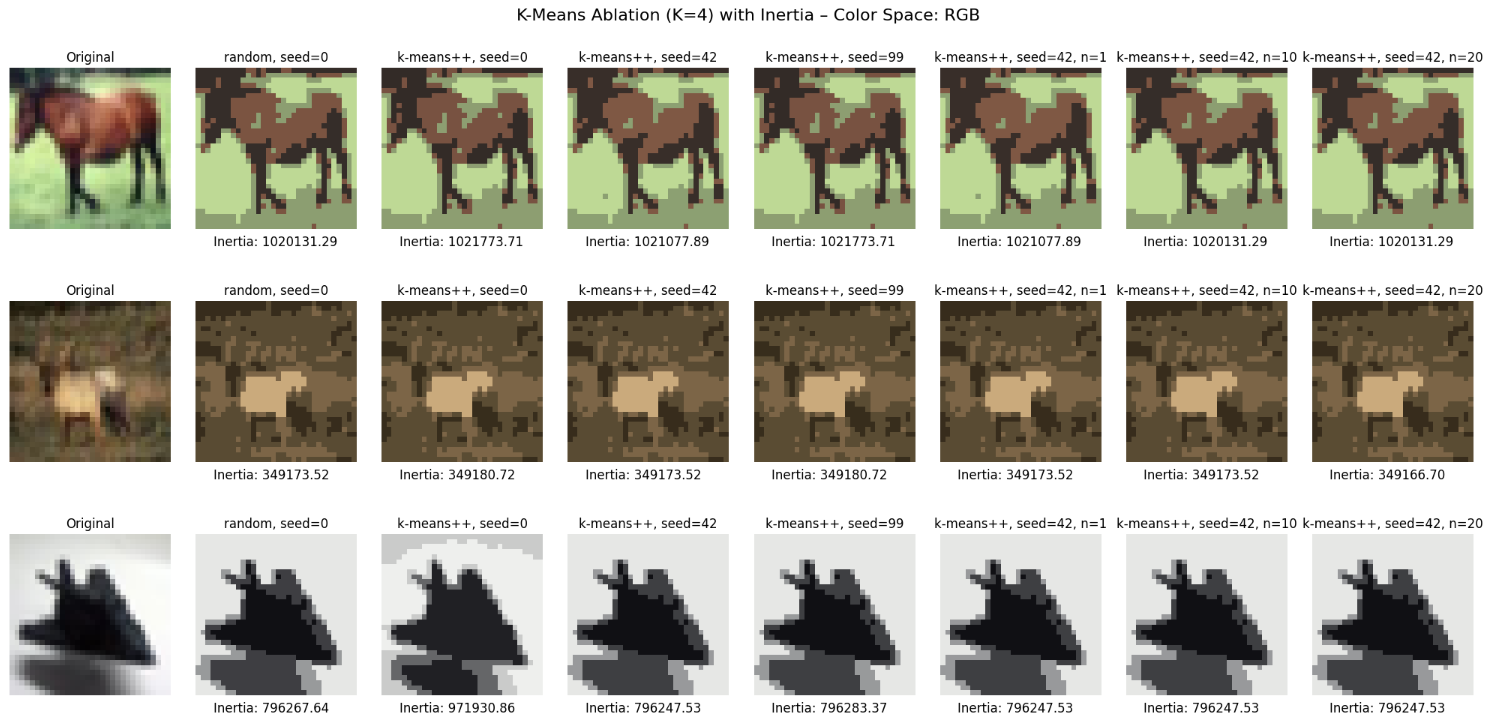 K-Means Ablation (K=4) with Inertia – Color Space: RGB
Original random, seed=0 k-means++, seed=0 k-means++, seed=42 k-means++, seed=99 k-means++, seed=42, n=1 k-means++, seed=42, n=10 k-means++, seed=42, n=20
Inertia: 1020131.29 Inertia: 1021773.71 Inertia: 1021077.89 Inertia: 1021773.71 Inertia: 1021077.89 Inertia: 1020131.29 Inertia: 1020131.29
Original random, seed=0 k-means++, seed=0 k-means++, seed=42 k-means++, seed=99 k-means++, seed=42, n=1 k-means++, seed=42, n=10 k-means++, seed=42, n=20
Inertia: 349173.52 Inertia: 349180.72 Inertia: 349173.52 Inertia: 349180.72 Inertia: 349173.52 Inertia: 349173.52 Inertia: 349166.70
Original random, seed=0 k-means++, seed=0 k-means++, seed=42 k-means++, seed=99 k-means++, seed=42, n=1 k-means++, seed=42, n=10 k-means++, seed=42, n=20
Inertia: 796267.64 Inertia: 971930.86 Inertia: 796247.53 Inertia: 796283.37 Inertia: 796247.53 Inertia: 796247.53 Inertia: 796247.53